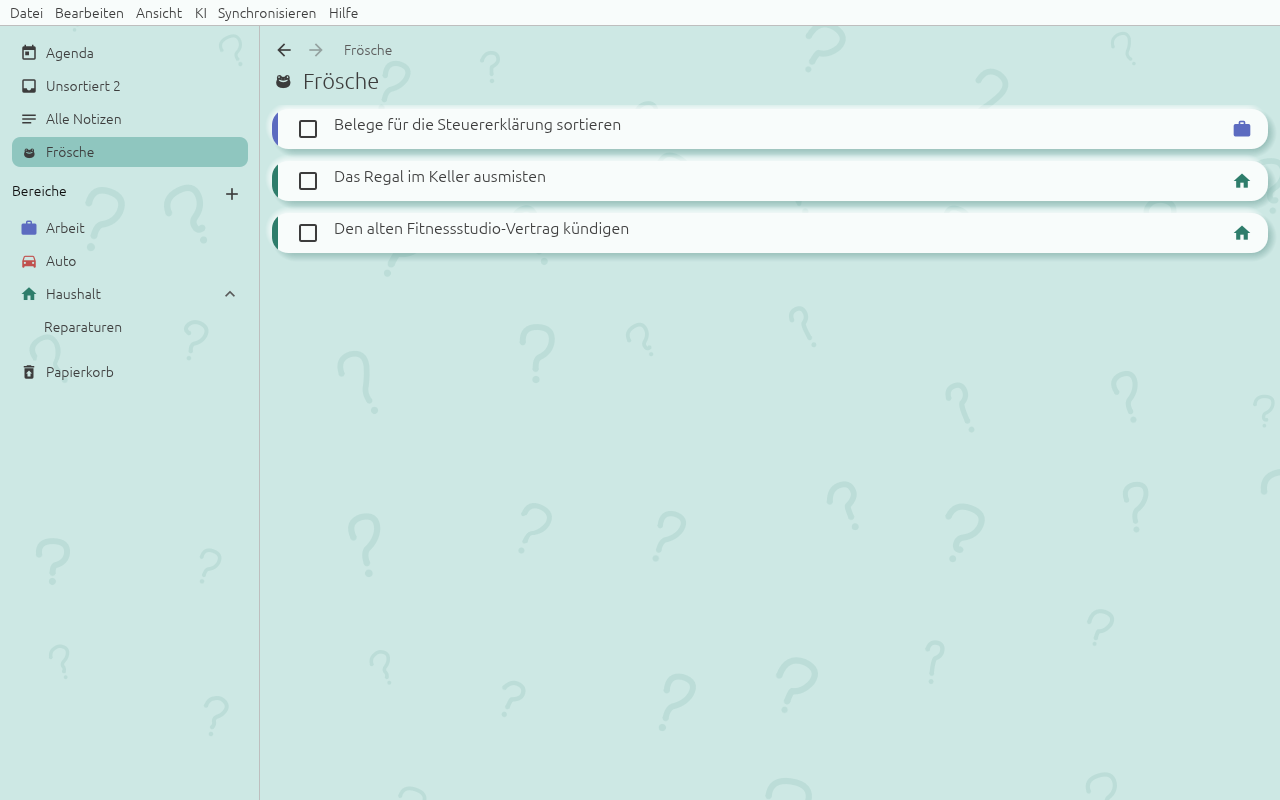 Datei Bearbeiten Ansicht KI Synchronisieren Hilfe
Agenda
Unsortiert 2
Alle Notizen
Frösche
Bereiche
Arbeit
Auto
Haushalt
Reparaturen
Papierkorb
Frösche
Frösche
Belege für die Steuererklärung sortieren
Das Regal im Keller ausmisten
Den alten Fitnessstudio-Vertrag kündigen